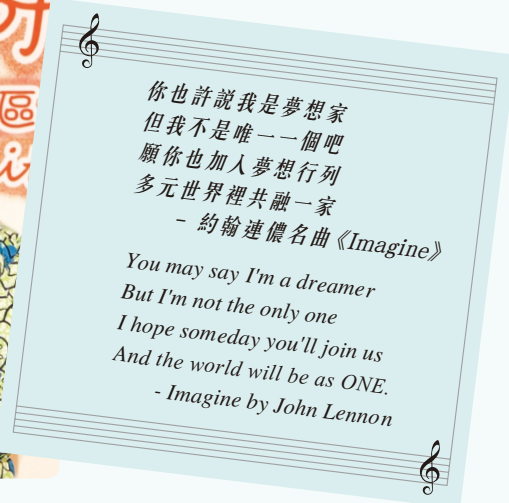 你也許説我是夢想家
但我不是唯一一個吧
願你也加入夢想行列
多元世界裡共融一家
– 約翰連儂名曲《Imagine》
You may say I'm a dreamer
But I'm not the only one
I hope someday you'll join us
And the world will be as ONE.
- Imagine by John Lennon
區
it